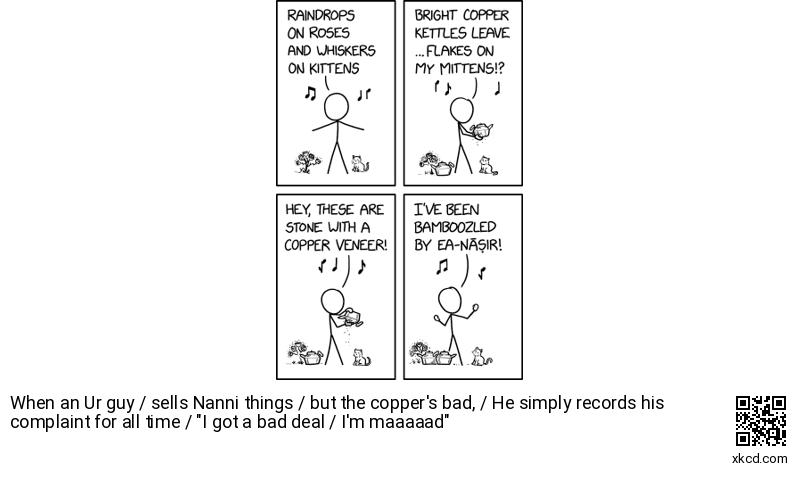 RAINDROPS
ON ROSES
AND WHISKERS
ON KITTENS
BRIGHT COPPER
KETTLES LEAVE
...FLAKES ON
MY MITTENS!?
HEY, THESE ARE
STONE WITH A
COPPER VENEER!
I'VE BEEN
BAMBOOZLED
BY EA-NĀṢIR!
When an Ur guy / sells Nanni things / but the copper's bad, / He simply records his
complaint for all time / "I got a bad deal / I'm maaaaad"
xkcd.com